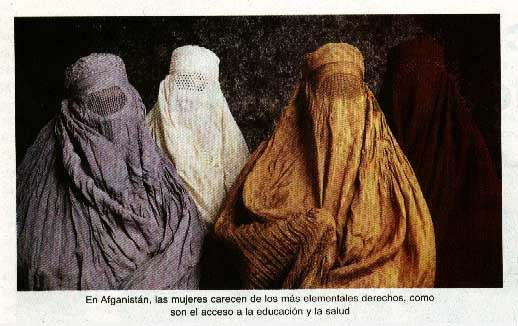 En Afganistán, las mujeres carecen de los más elementales derechos, como
son el acceso a la educación y la salud